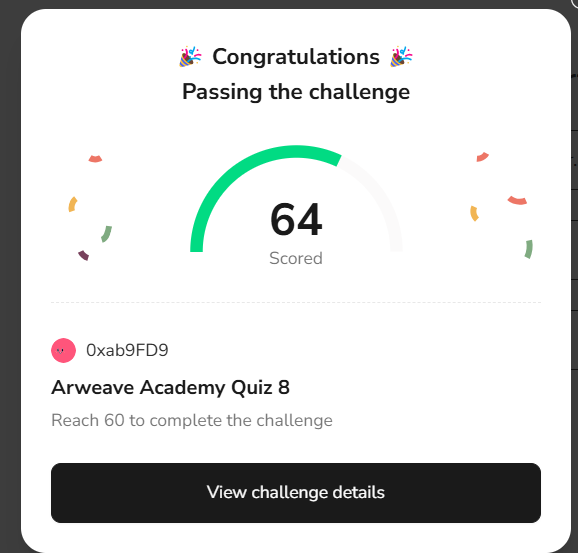 🎉 Congratulations 🎉
Passing the challenge
64
Scored
0xab9FD9
Arweave Academy Quiz 8
Reach 60 to complete the challenge
View challenge details